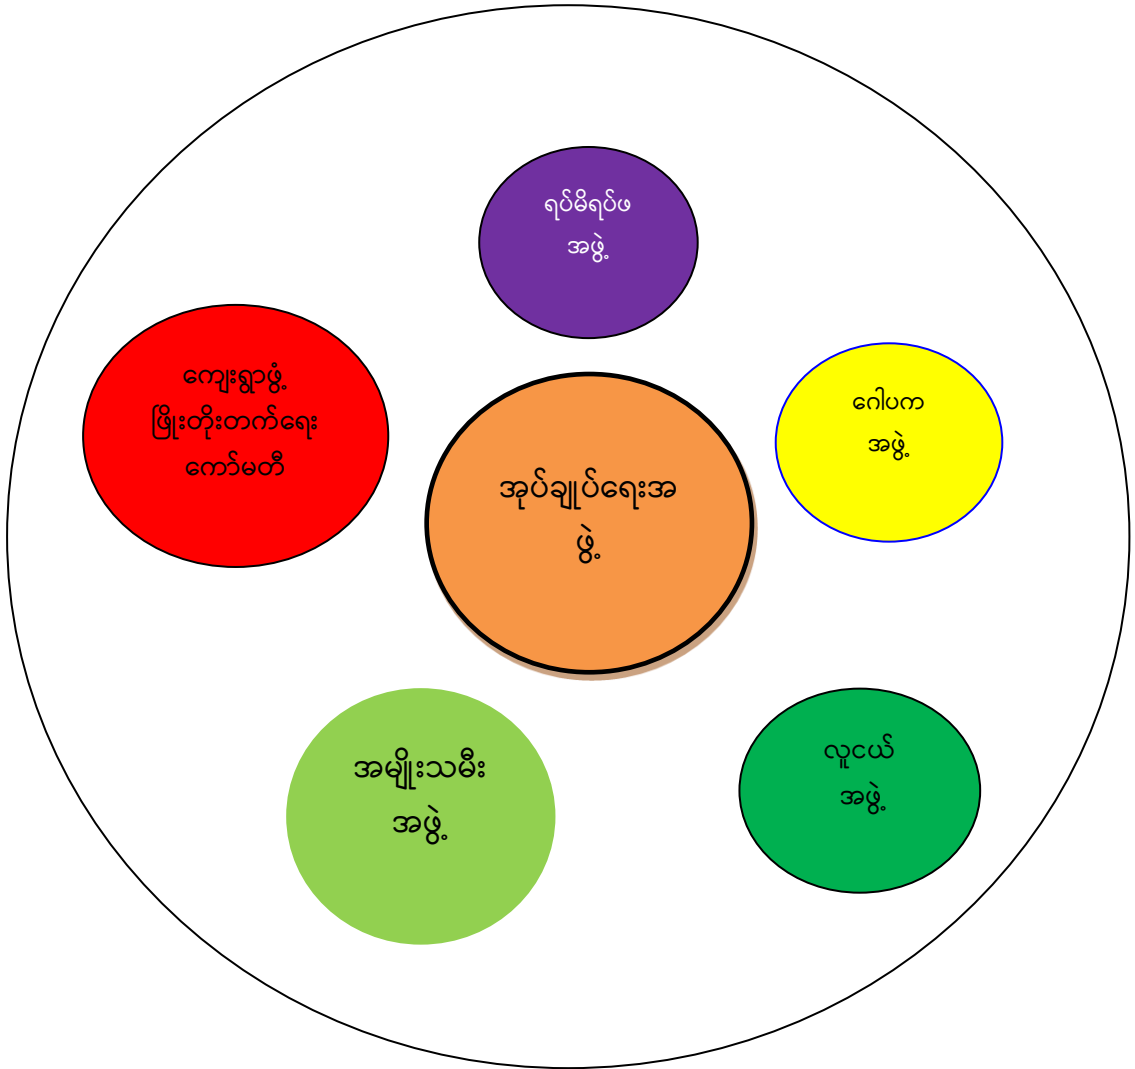 ရပ်မိရပ်ဖ
အဖွဲ့
ကျေးရွာဖွံ့
ဖြိုးတိုးတက်ရေး
ကော်မတီ
ဂေါပက
အဖွဲ့
အုပ်ချုပ်ရေးအ
ဖွဲ့
အမျိုးသမီး
အဖွဲ့
လူငယ်
အဖွဲ့